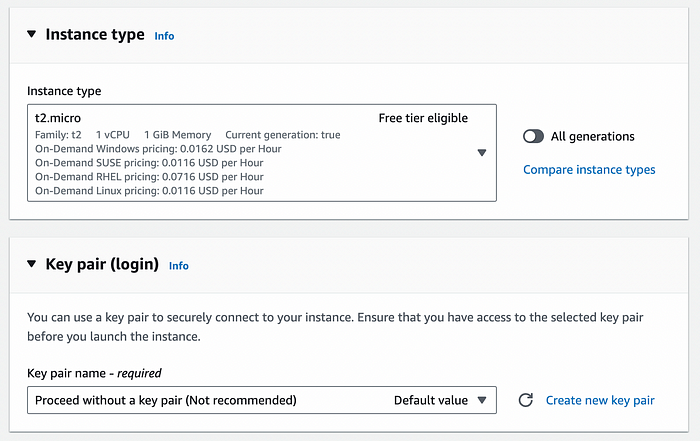 Instance type Info
Instance type
t2.micro Free tier eligible
Family: t2 1 vCPU 1 GiB Memory Current generation: true
On-Demand Windows pricing: 0.0162 USD per Hour
On-Demand SUSE pricing: 0.0116 USD per Hour
On-Demand RHEL pricing: 0.0716 USD per Hour
On-Demand Linux pricing: 0.0116 USD per Hour
All generations
Compare instance types
Key pair (login) Info
You can use a key pair to securely connect to your instance. Ensure that you have access to the selected key pair
before you launch the instance.
Key pair name - required
Proceed without a key pair (Not recommended) Default value
Create new key pair